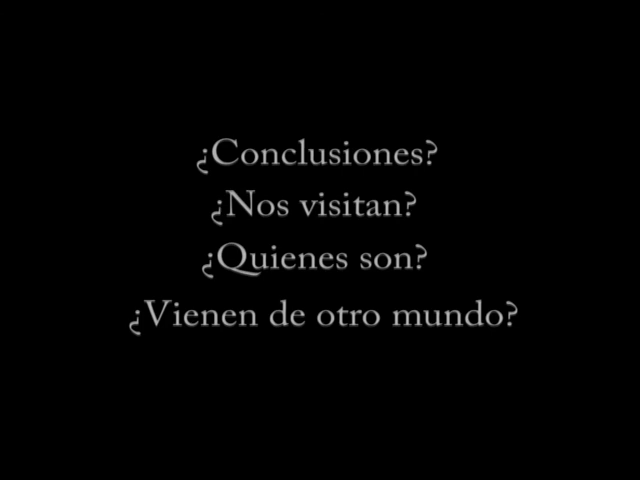 ¿Conclusiones?
¿Nos visitan?
¿Quienes son?
¿Vienen de otro mundo?